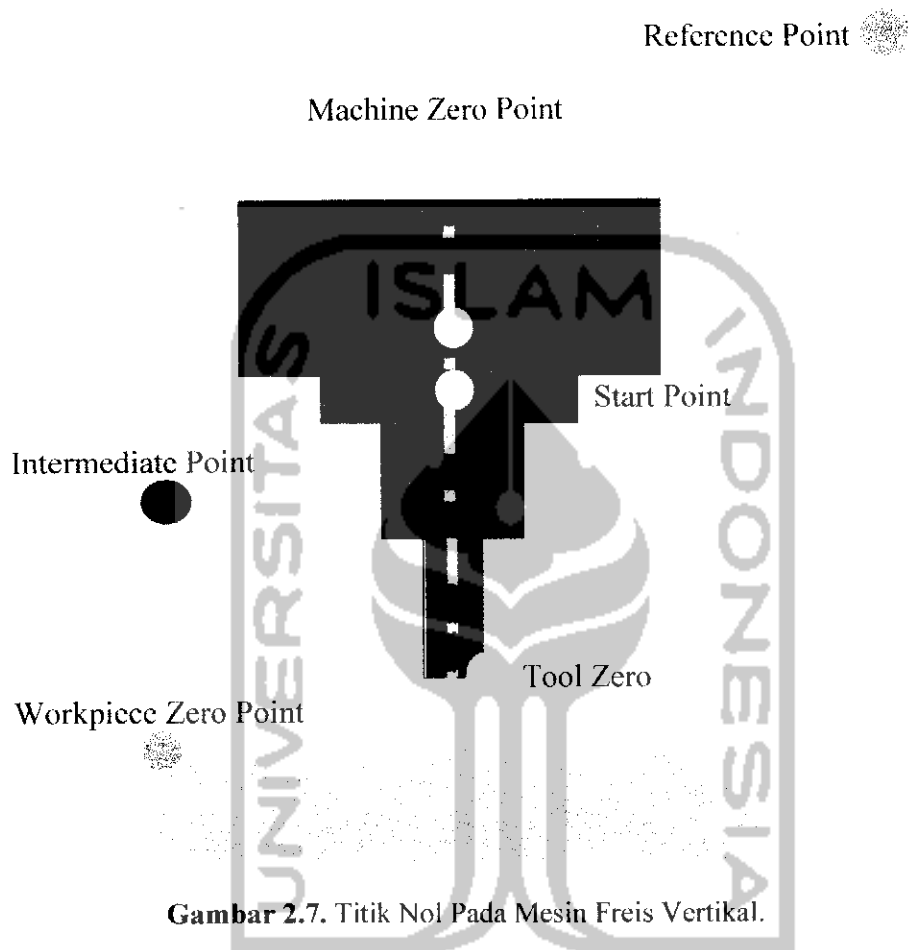 Reference Point
Machine Zero Point
ISLAM
UNIVERSITAS
INDONESIA
Start Point
Intermediate Point
Tool Zero
Workpiece Zero Point
Gambar 2.7. Titik Nol Pada Mesin Freis Vertikal.